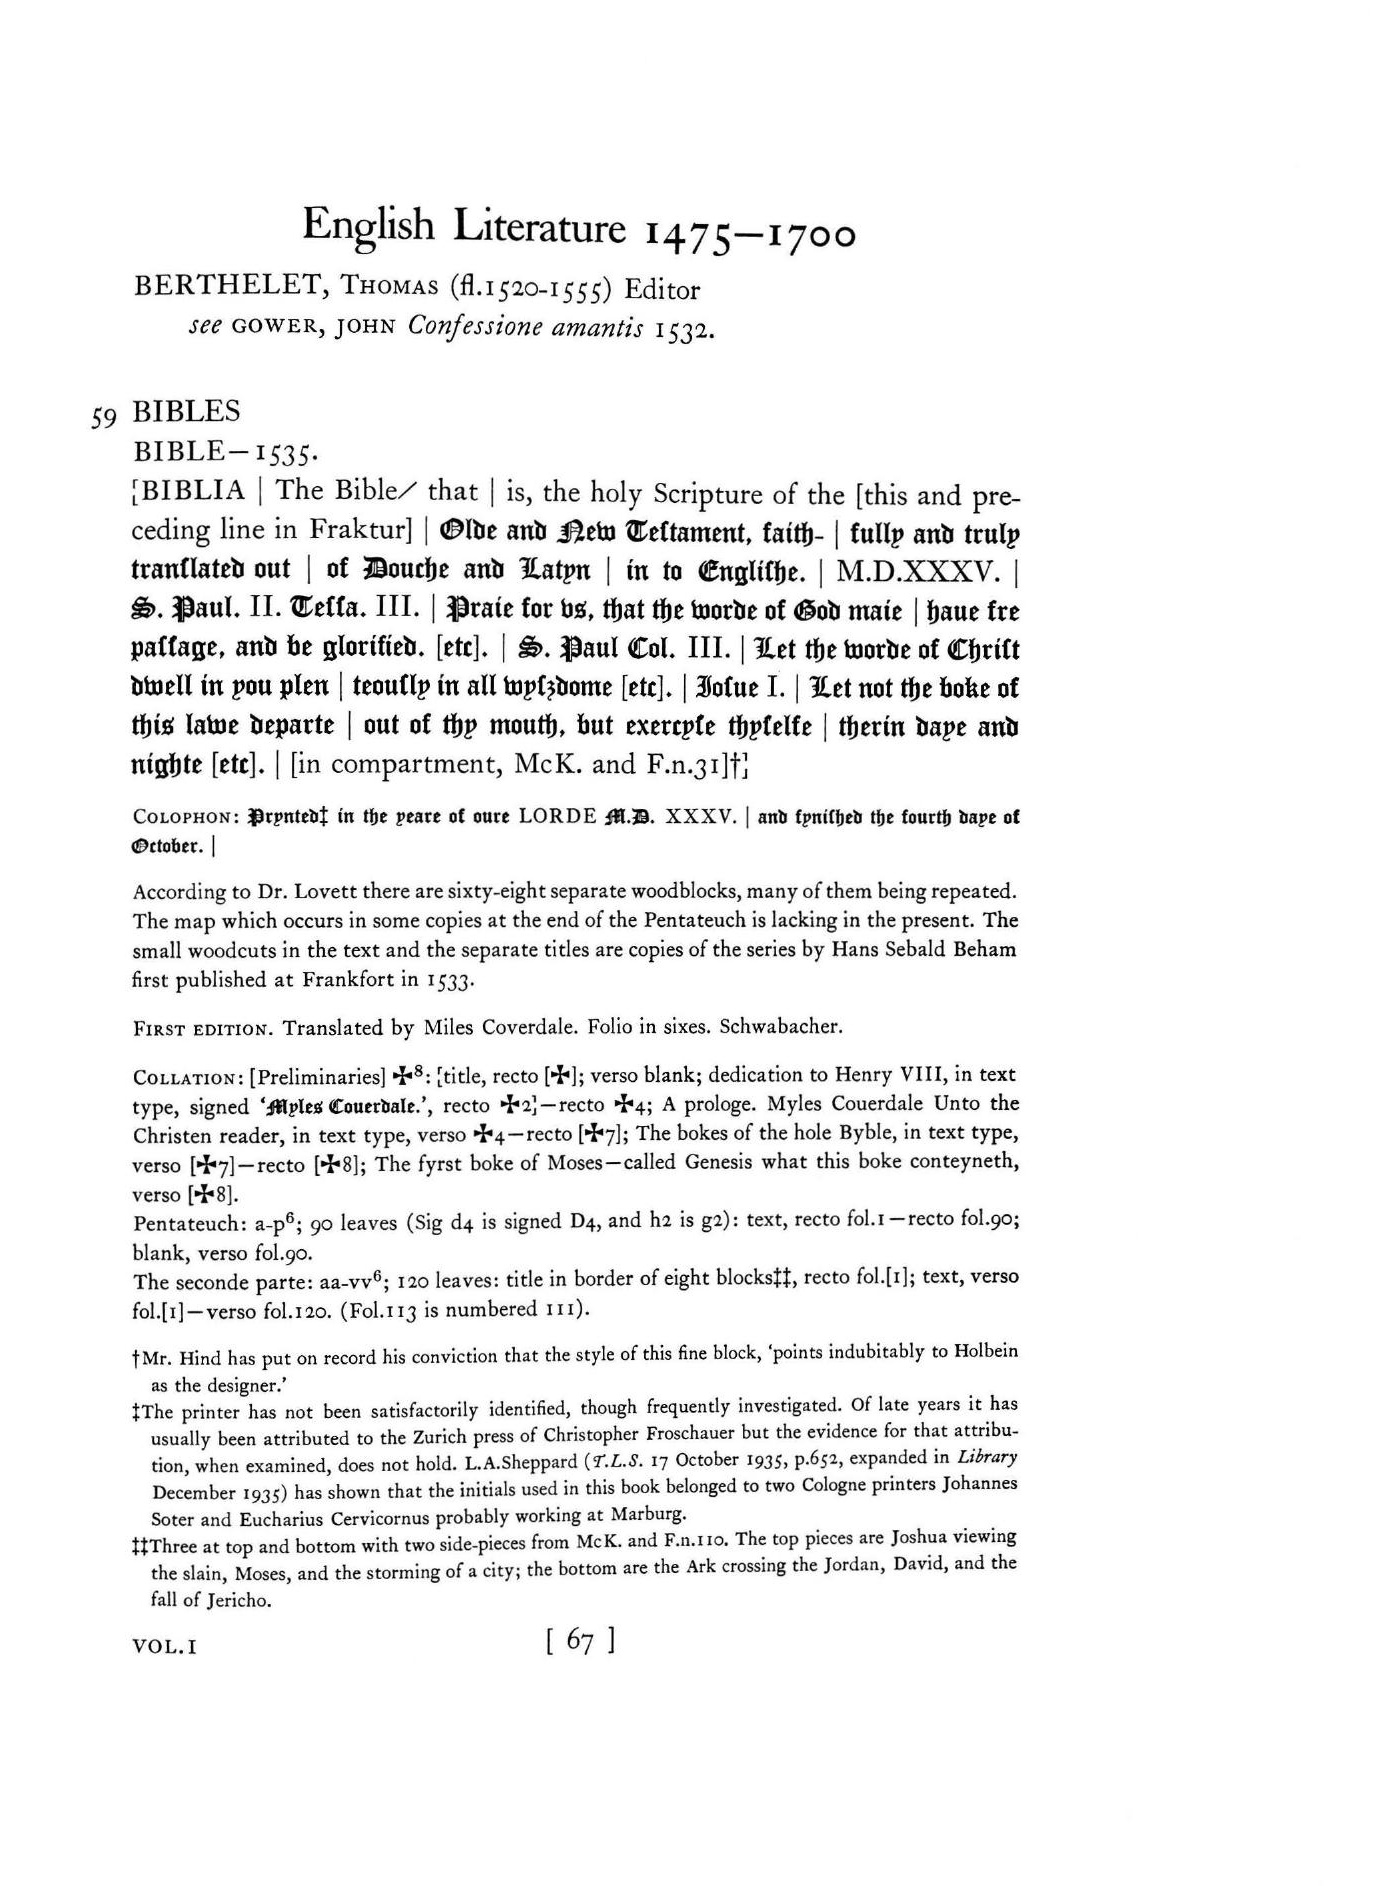 English Literature 1475—1700
BERTHELET, THOMAS (fl.1520-1555) Editor
see GOWER, JOHN Confessione amantis 1532.
59 BIBLES
BIBLE—1535.
[BIBLIA | The Bible/ that | is, the holy Scripture of the [this and pre-
ceding line in Fraktur] | Olde and New Teſtament, faith- | fully and truly
tranſlated out | of Douche and Latyn | in to Engliſhe. | M.D.XXXV. |
S. Paul. II. Teſſa. III. | Praie for vs, that the worde of God maie | haue fre
paſſage, and be glorified. [etc]. | S. Paul Col. III. | Let the worde of Chriſt
dwell in you plen | teouſly in all wyſzdome [etc]. | Ioſue I. | Let not the boke of
this lawe departe | out of thy mouth, but exercyſe thyſelfe | therin daye and
nighte [etc]. | [in compartment, McK. and F.n.31]†]
COLOPHON: Prynted‡ in the yeare of oure LORDE M.D. XXXV. | and fyniſhed the fourth daye of
October. |
According to Dr. Lovett there are sixty-eight separate woodblocks, many of them being repeated.
The map which occurs in some copies at the end of the Pentateuch is lacking in the present. The
small woodcuts in the text and the separate titles are copies of the series by Hans Sebald Beham
first published at Frankfort in 1533.
FIRST EDITION. Translated by Miles Coverdale. Folio in sixes. Schwabacher.
COLLATION: [Preliminaries] ✠⁸: [title, recto [✠]; verso blank; dedication to Henry VIII, in text
type, signed ‘Myles Couerdale.’, recto ✠2]—recto ✠4; A prologe. Myles Couerdale Unto the
Christen reader, in text type, verso ✠4—recto [✠7]; The bokes of the hole Byble, in text type,
verso [✠7]—recto [✠8]; The fyrst boke of Moses—called Genesis what this boke conteyneth,
verso [✠8].
Pentateuch: a-p⁶; 90 leaves (Sig d4 is signed D4, and h2 is g2): text, recto fol.1—recto fol.90;
blank, verso fol.90.
The seconde parte: aa-vv⁶; 120 leaves: title in border of eight blocks‡‡, recto fol.[1]; text, verso
fol.[1]—verso fol.120. (Fol.113 is numbered 111).
†Mr. Hind has put on record his conviction that the style of this fine block, ‘points indubitably to Holbein
as the designer.’
‡The printer has not been satisfactorily identified, though frequently investigated. Of late years it has
usually been attributed to the Zurich press of Christopher Froschauer but the evidence for that attribu-
tion, when examined, does not hold. L.A.Sheppard (T.L.S. 17 October 1935, p.652, expanded in Library
December 1935) has shown that the initials used in this book belonged to two Cologne printers Johannes
Soter and Eucharius Cervicornus probably working at Marburg.
‡‡Three at top and bottom with two side-pieces from McK. and F.n.110. The top pieces are Joshua viewing
the slain, Moses, and the storming of a city; the bottom are the Ark crossing the Jordan, David, and the
fall of Jericho.
VOL.I [ 67 ]